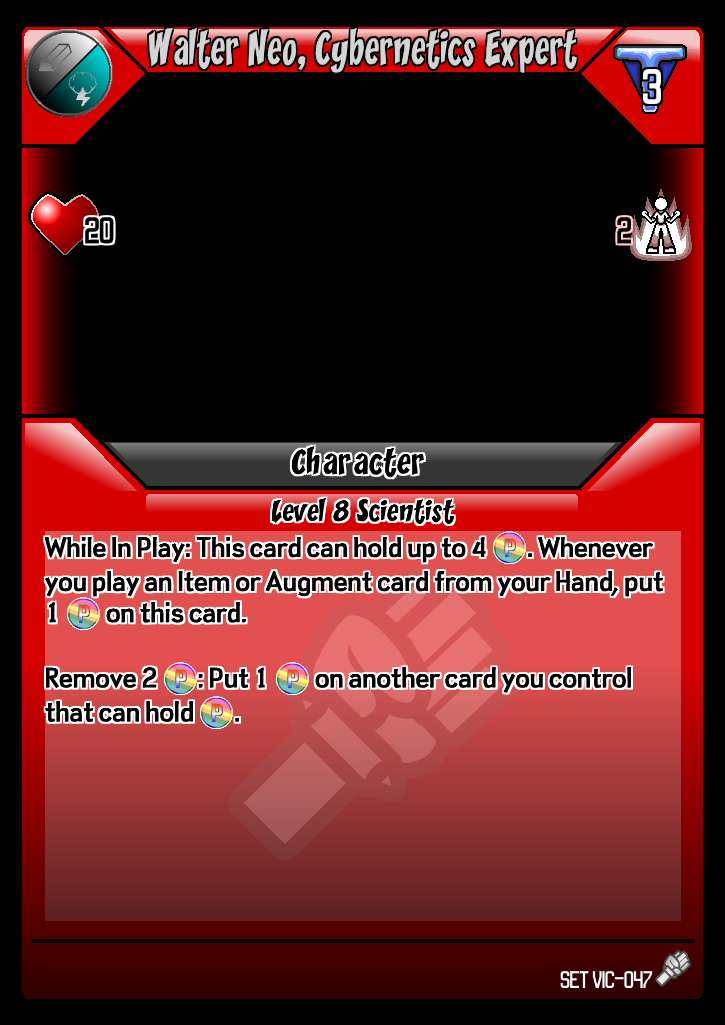 Walter Neo, Cybernetics Expert
3
20
2
Character
Level 8 Scientist
While In Play: This card can hold up to 4 P. Whenever
you play an Item or Augment card from your Hand, put
1 P on this card.
Remove 2 P: Put 1 P on another card you control
that can hold P.
SET VIC-047